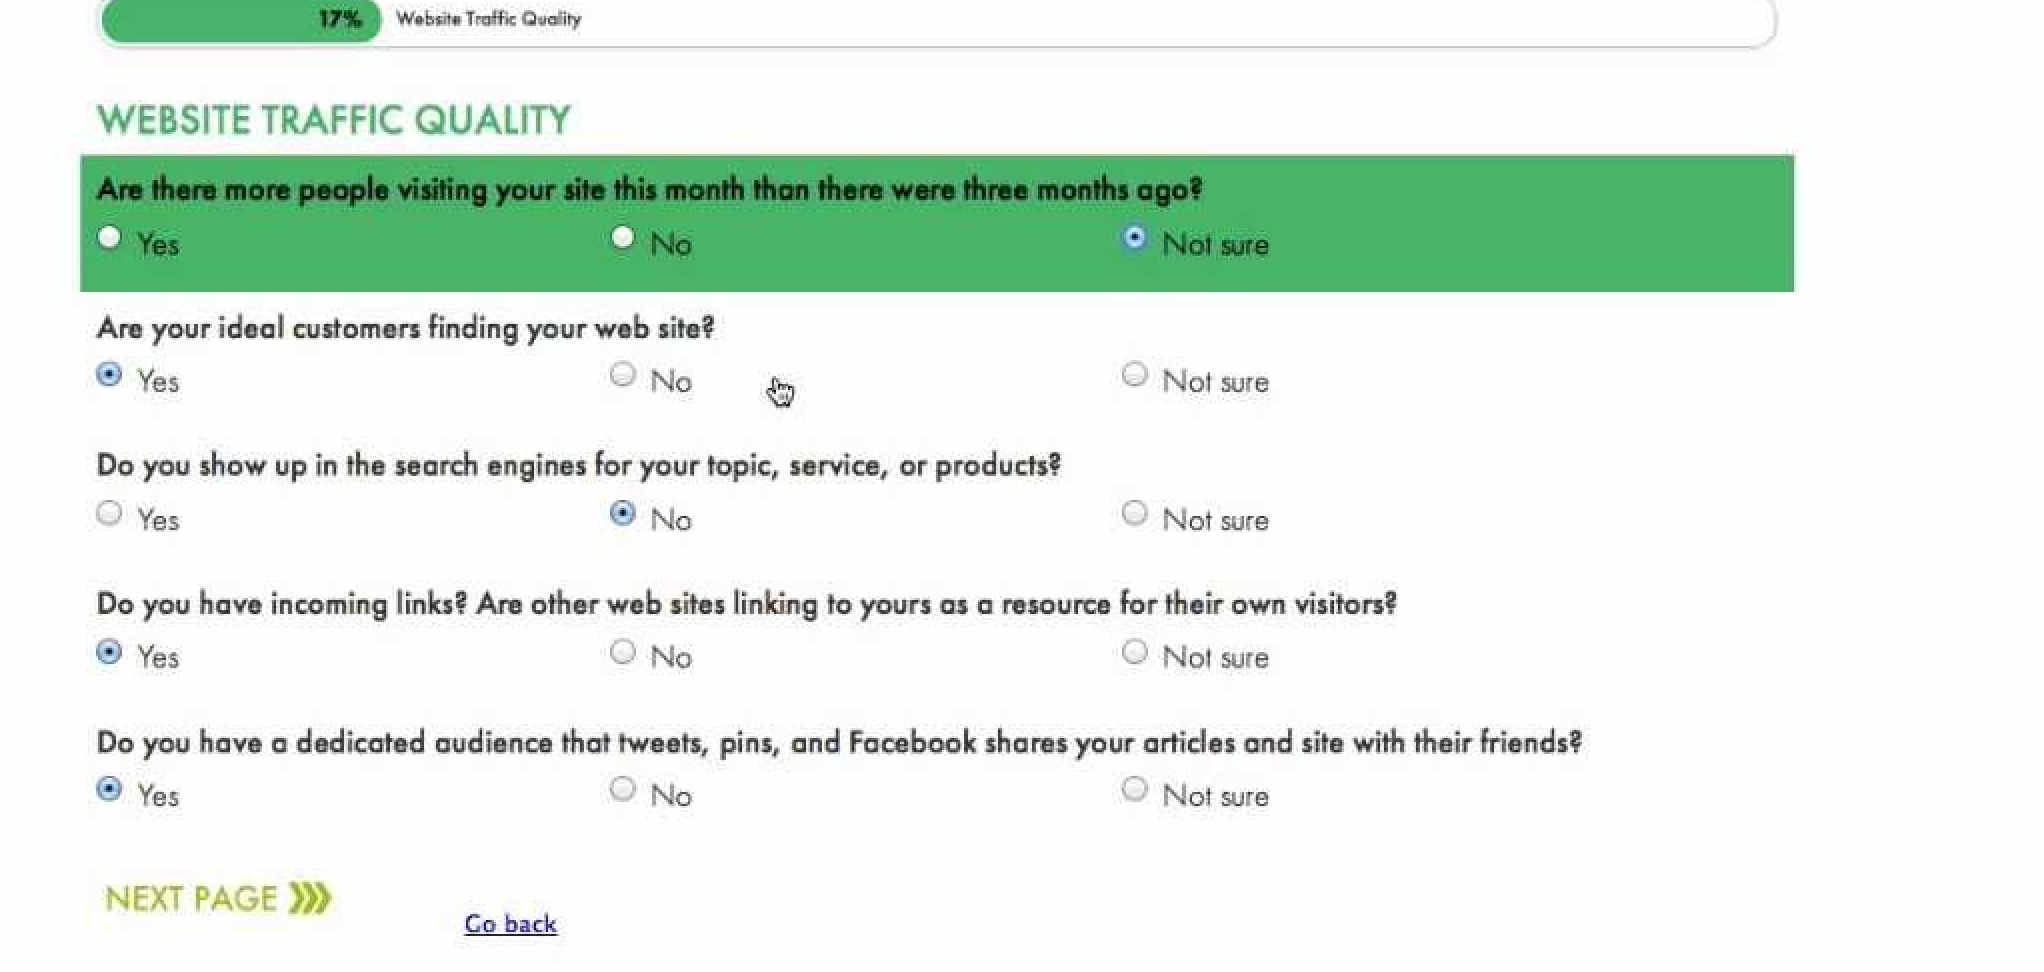 17% Website Traffic Quality
WEBSITE TRAFFIC QUALITY
Are there more people visiting your site this month than there were three months ago?
Yes No Not sure
Are your ideal customers finding your web site?
Yes No Not sure
Do you show up in the search engines for your topic, service, or products?
Yes No Not sure
Do you have incoming links? Are other web sites linking to yours as a resource for their own visitors?
Yes No Not sure
Do you have a dedicated audience that tweets, pins, and Facebook shares your articles and site with their friends?
Yes No Not sure
NEXT PAGE
Go back